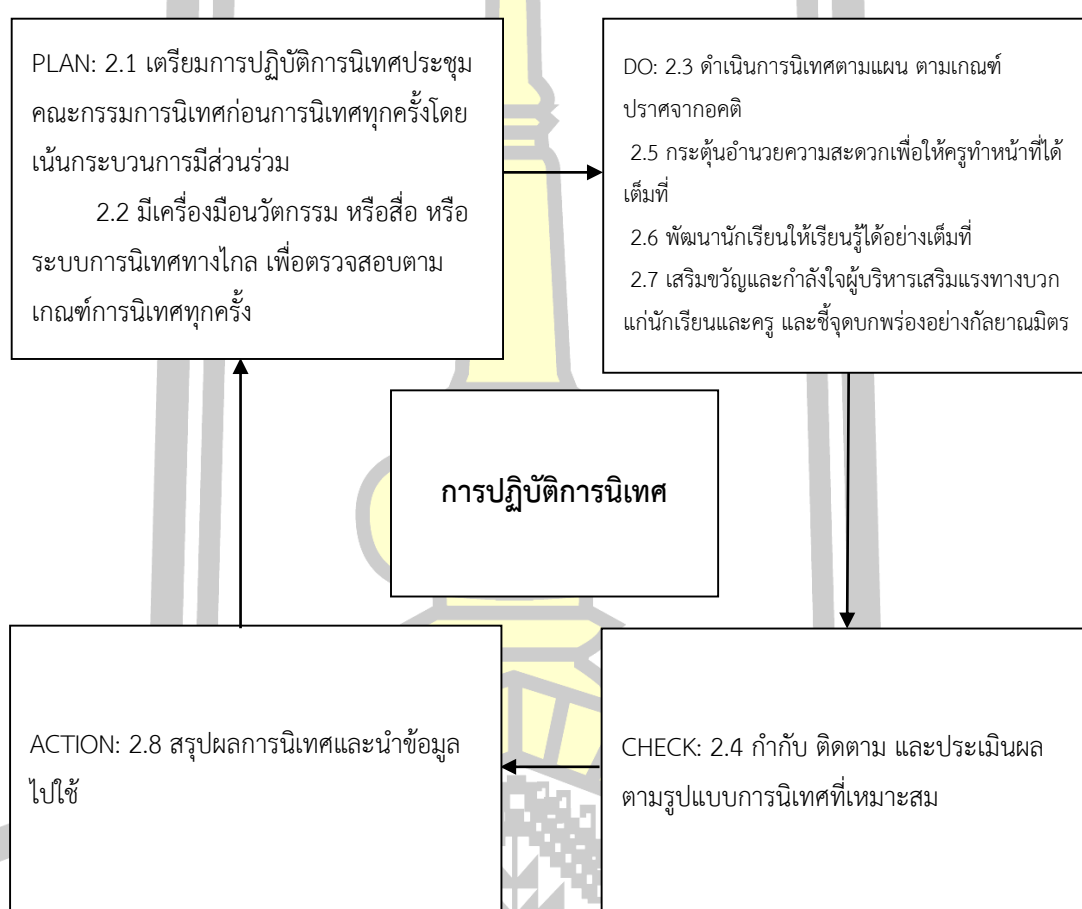 PLAN: 2.1 เตรียมการปฏิบัติการนิเทศประชุม
คณะกรรมการนิเทศก่อนการนิเทศทุกครั้งโดย
เน้นกระบวนการมีส่วนร่วม
2.2 มีเครื่องมือนวัตกรรม หรือสื่อ หรือ
ระบบการนิเทศทางไกล เพื่อตรวจสอบตาม
เกณฑ์การนิเทศทุกครั้ง
DO: 2.3 ดำเนินการนิเทศตามแผน ตามเกณฑ์
ปราศจากอคติ
2.5 กระตุ้นอำนวยความสะดวกเพื่อให้ครูทำหน้าที่ได้
เต็มที่
2.6 พัฒนานักเรียนให้เรียนรู้ได้อย่างเต็มที่
2.7 เสริมขวัญและกำลังใจผู้บริหารเสริมแรงทางบวก
แก่นักเรียนและครู และชี้จุดบกพร่องอย่างกัลยาณมิตร
การปฏิบัติการนิเทศ
ACTION: 2.8 สรุปผลการนิเทศและนำข้อมูล
ไปใช้
CHECK: 2.4 กำกับ ติดตาม และประเมินผล
ตามรูปแบบการนิเทศที่เหมาะสม